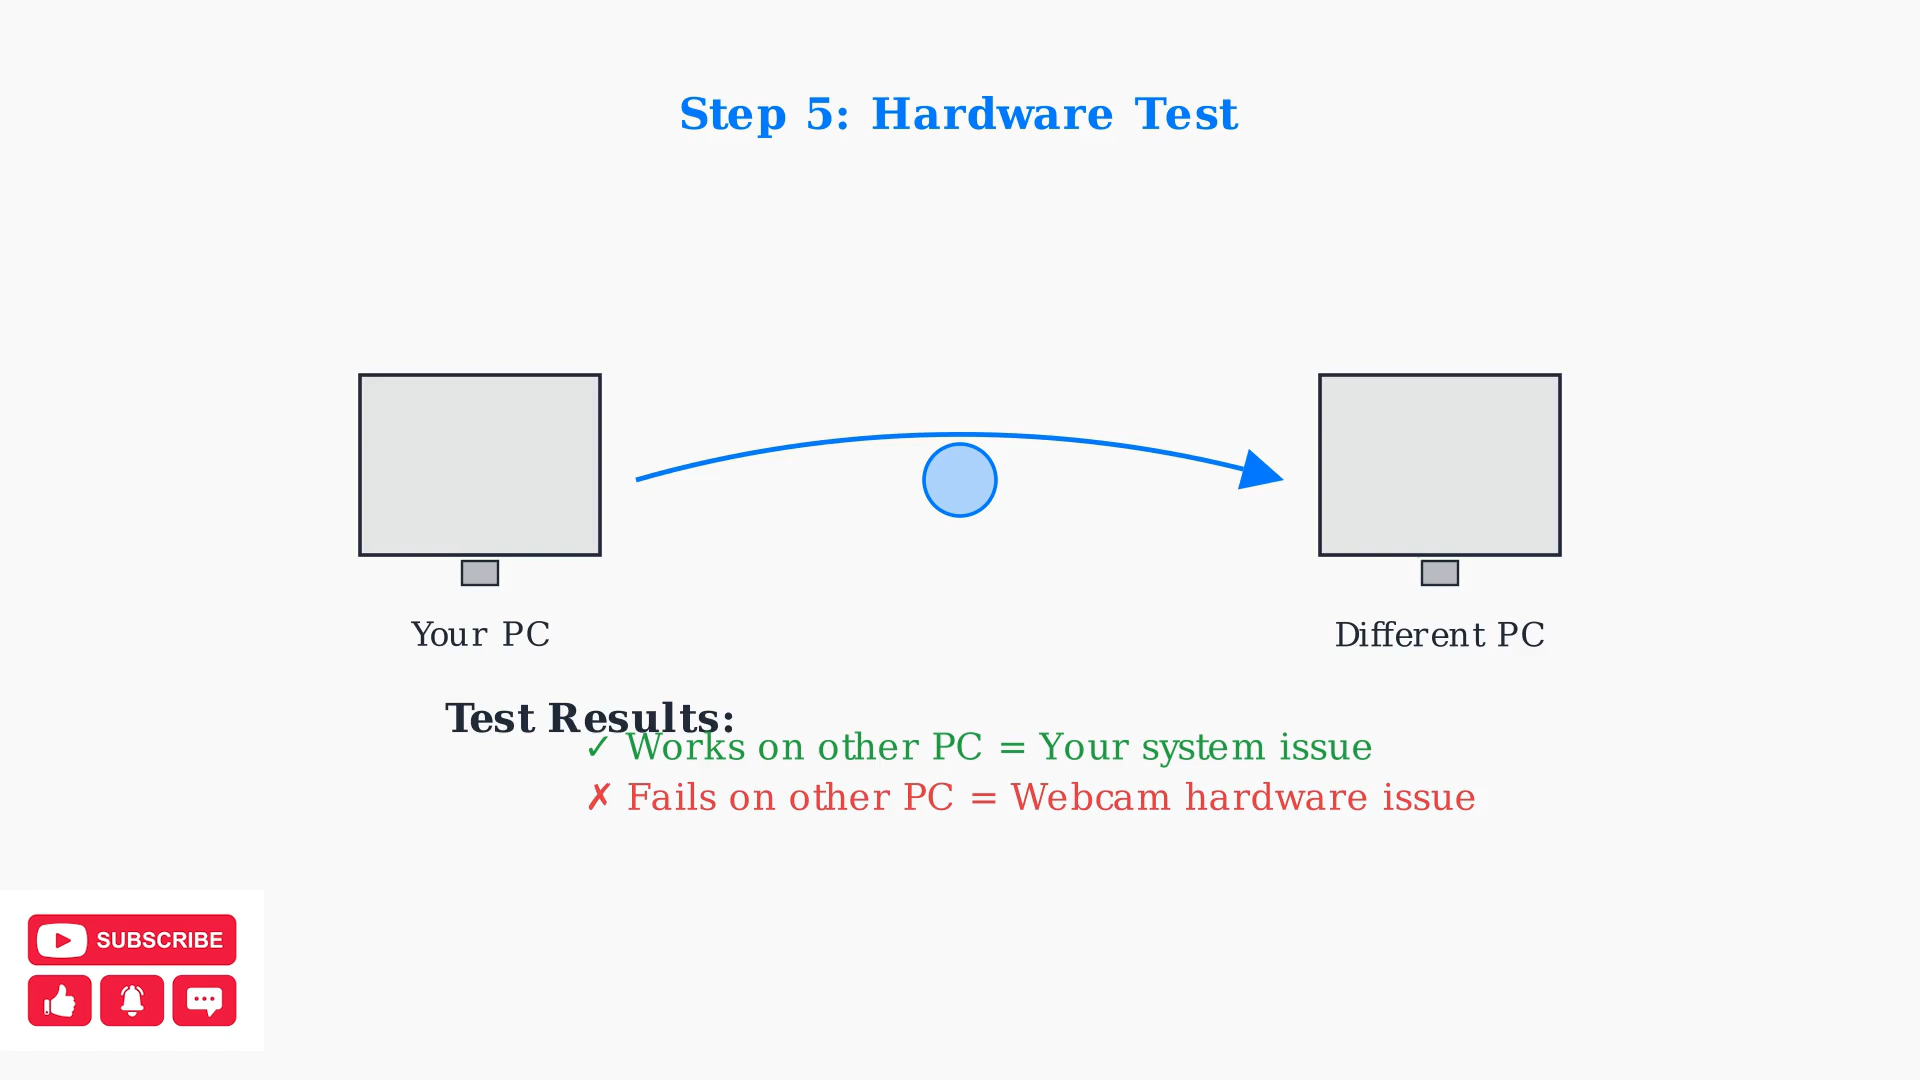 Step 5: Hardware Test
Your PC
Different PC
Test Results:
✓ Works on other PC = Your system issue
✗ Fails on other PC = Webcam hardware issue
SUBSCRIBE